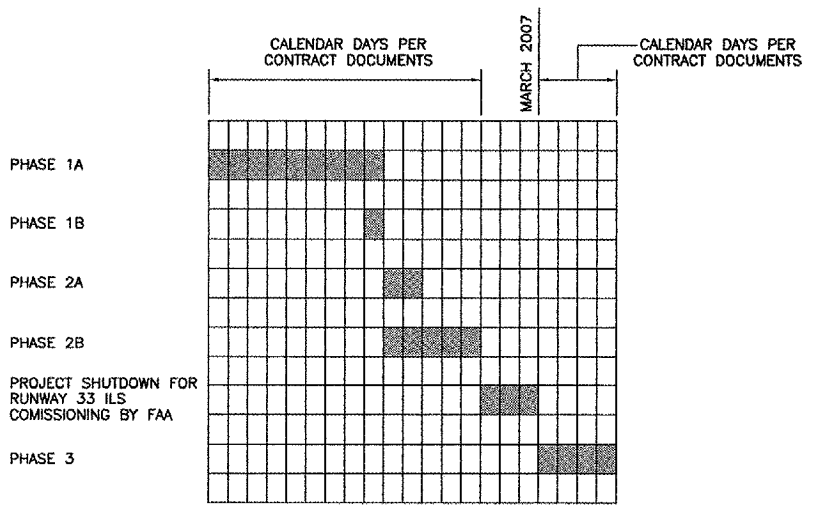 CALENDAR DAYS PER
CONTRACT DOCUMENTS
MARCH 2007
CALENDAR DAYS PER
CONTRACT DOCUMENTS
PHASE 1A
PHASE 1B
PHASE 2A
PHASE 2B
PROJECT SHUTDOWN FOR
RUNWAY 33 ILS
COMISSIONING BY FAA
PHASE 3